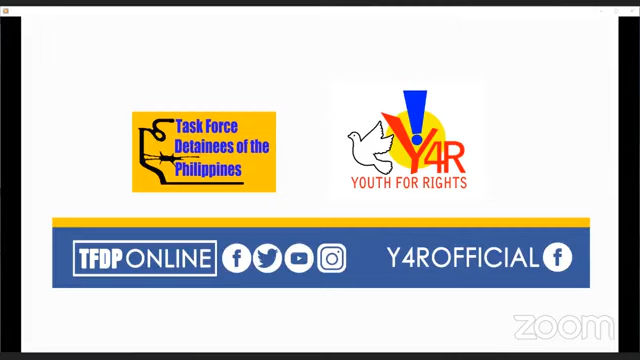 Task Force
Detainees of the
Philippines
Y4R
YOUTH FOR RIGHTS
TFDP ONLINE
Y4ROFFICIAL
zoom